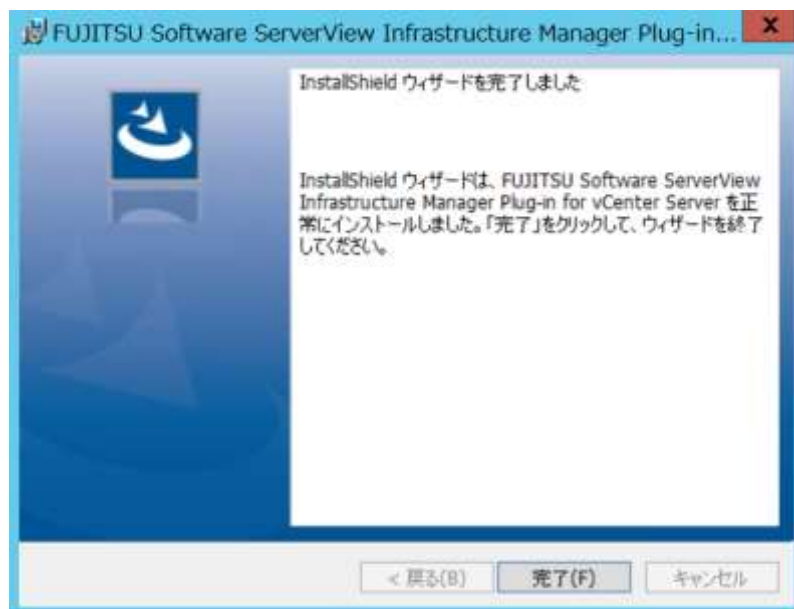 FUJITSU Software ServerView Infrastructure Manager Plug-in...
InstallShield ウィザードを完了しました
InstallShield ウィザードは、FUJITSU Software ServerView
Infrastructure Manager Plug-in for vCenter Server を正
常にインストールしました。「完了」をクリックして、ウィザードを終了
してください。
< 戻る(B)
完了(F)
キャンセル